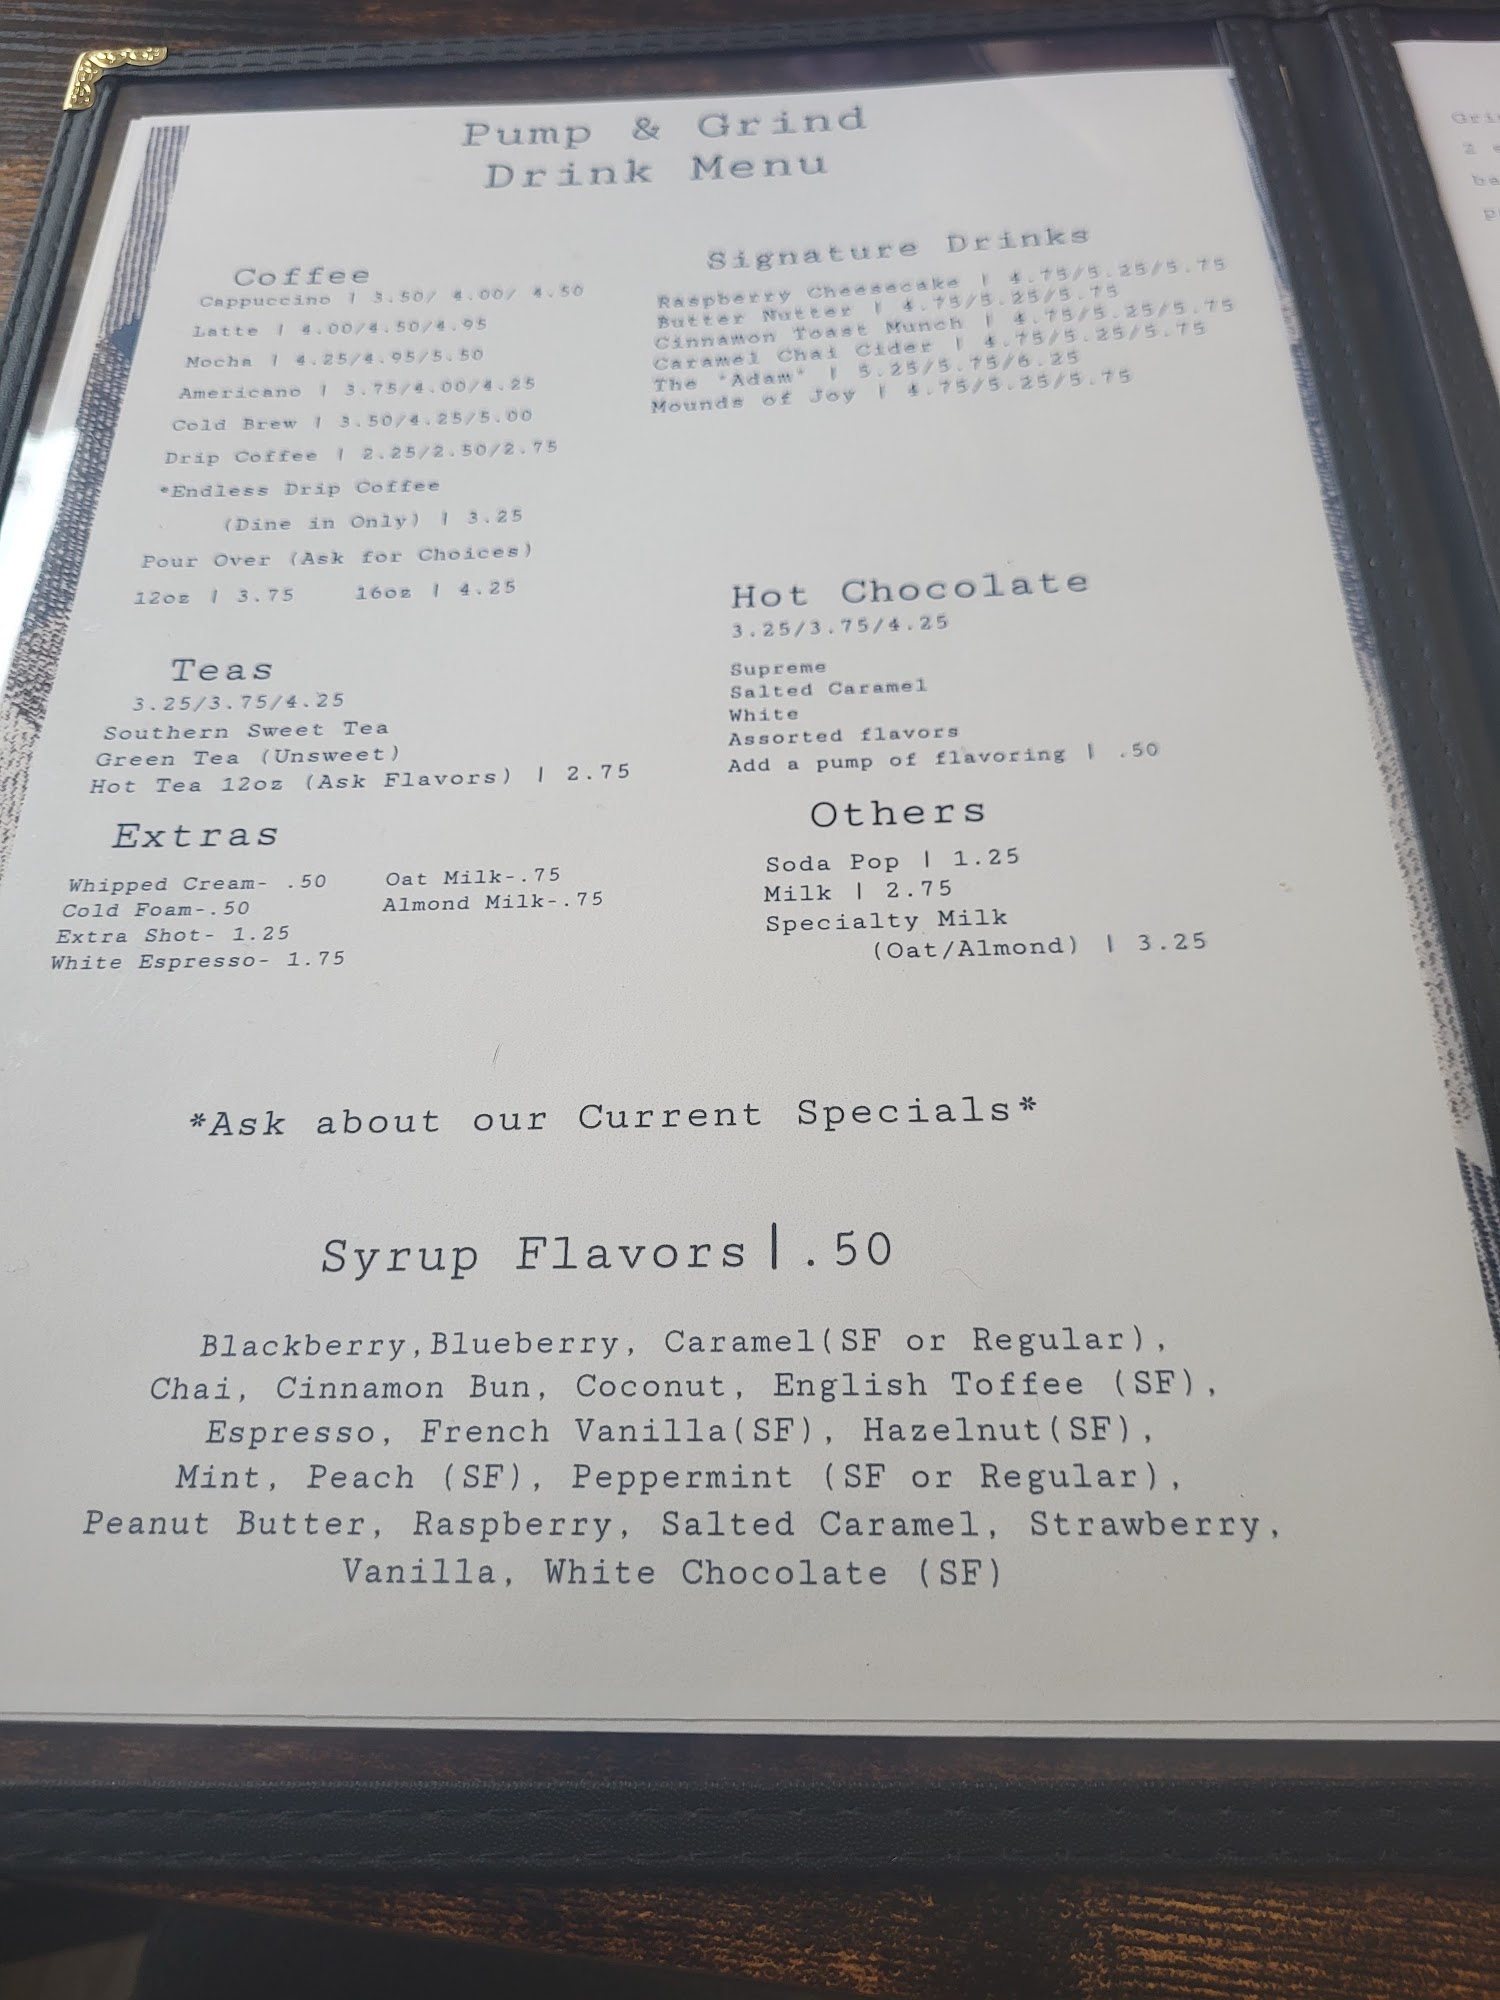 Pump & Grind
Drink Menu
Coffee
Cappuccino | 3.50/ 4.00/ 4.50
Latte | 4.00/4.50/4.95
Mocha | 4.25/4.95/5.50
Americano | 3.75/4.00/4.25
Cold Brew | 3.50/4.25/5.00
Drip Coffee | 2.25/2.50/2.75
*Endless Drip Coffee
(Dine in Only) | 3.25
Pour Over (Ask for Choices)
12oz | 3.75 16oz | 4.25
Teas
3.25/3.75/4.25
Southern Sweet Tea
Green Tea (Unsweet)
Hot Tea 12oz (Ask Flavors) | 2.75
Extras
Whipped Cream- .50
Cold Foam-.50
Extra Shot- 1.25
White Espresso- 1.75
Oat Milk-.75
Almond Milk-.75
Signature Drinks
Raspberry Cheesecake | 4.75/5.25/5.75
Butter Nutter | 4.75/5.25/5.75
Cinnamon Toast Munch | 4.75/5.25/5.75
Caramel Chai Cider | 4.75/5.25/5.75
The "Adam" | 5.25/5.75/6.25
Mounds of Joy | 4.75/5.25/5.75
Hot Chocolate
3.25/3.75/4.25
Supreme
Salted Caramel
White
Assorted flavors
Add a pump of flavoring | .50
Others
Soda Pop | 1.25
Milk | 2.75
Specialty Milk
(Oat/Almond) | 3.25
*Ask about our Current Specials*
Syrup Flavors|.50
Blackberry,Blueberry, Caramel(SF or Regular),
Chai, Cinnamon Bun, Coconut, English Toffee (SF),
Espresso, French Vanilla(SF), Hazelnut(SF),
Mint, Peach (SF), Peppermint (SF or Regular),
Peanut Butter, Raspberry, Salted Caramel, Strawberry,
Vanilla, White Chocolate (SF)